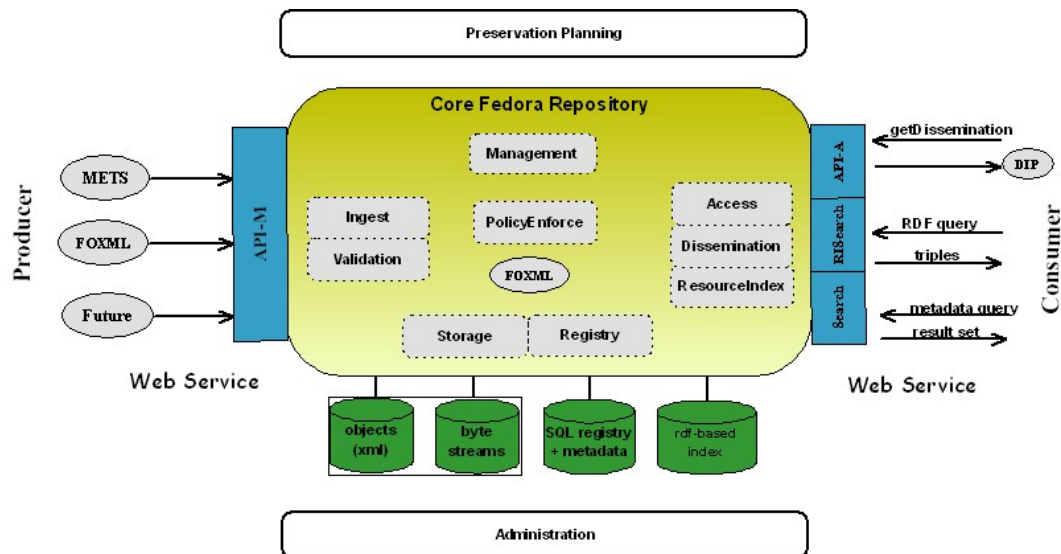 Preservation Planning
Core Fedora Repository
Producer
METS
FOXML
Future
API-M
Web Service
Management
Ingest
Validation
PolicyEnforce
FOXML
Access
Dissemination
ResourceIndex
Storage
Registry
API-A
RISearch
Search
getDissemination
DIP
RDF query
triples
metadata query
result set
Consumer
Web Service
objects
(xml)
byte
streams
SQL registry
+ metadata
rdf-based
index
Administration